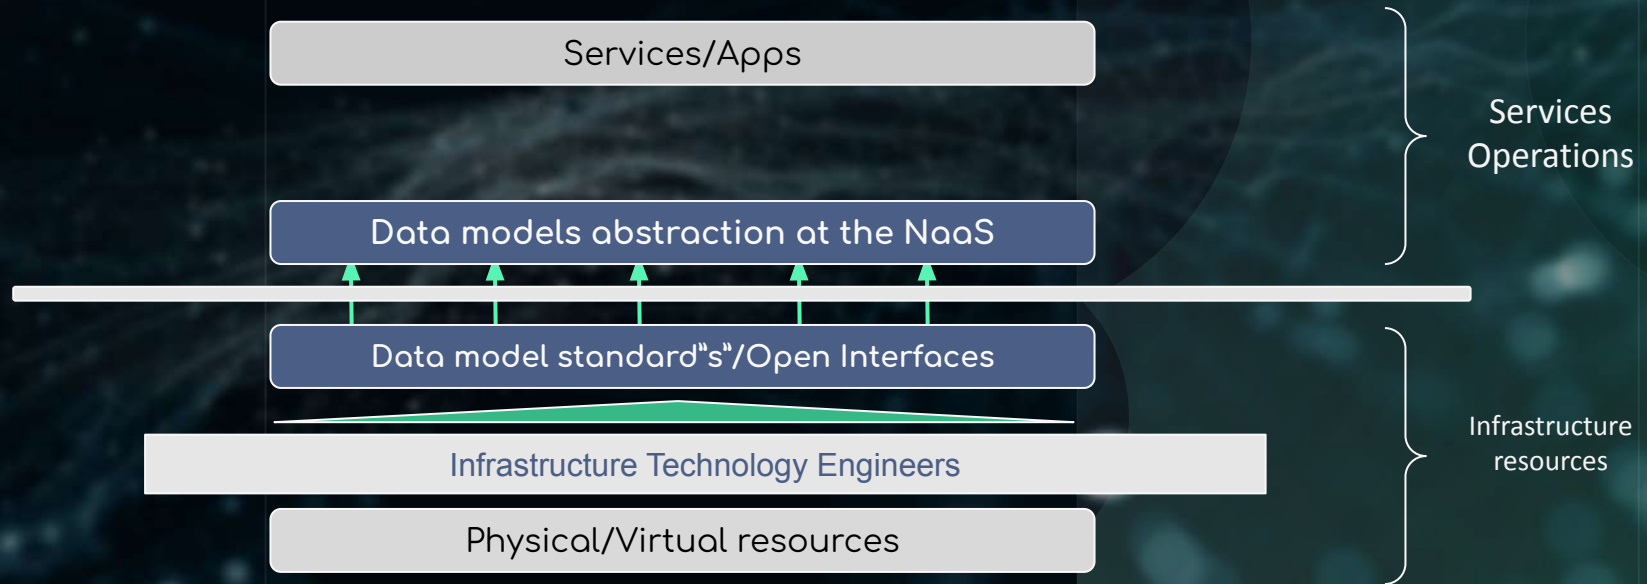 Services/Apps
Services
Operations
Data models abstraction at the NaaS
Data model standard”s”/Open Interfaces
Infrastructure Technology Engineers
Infrastructure
resources
Physical/Virtual resources